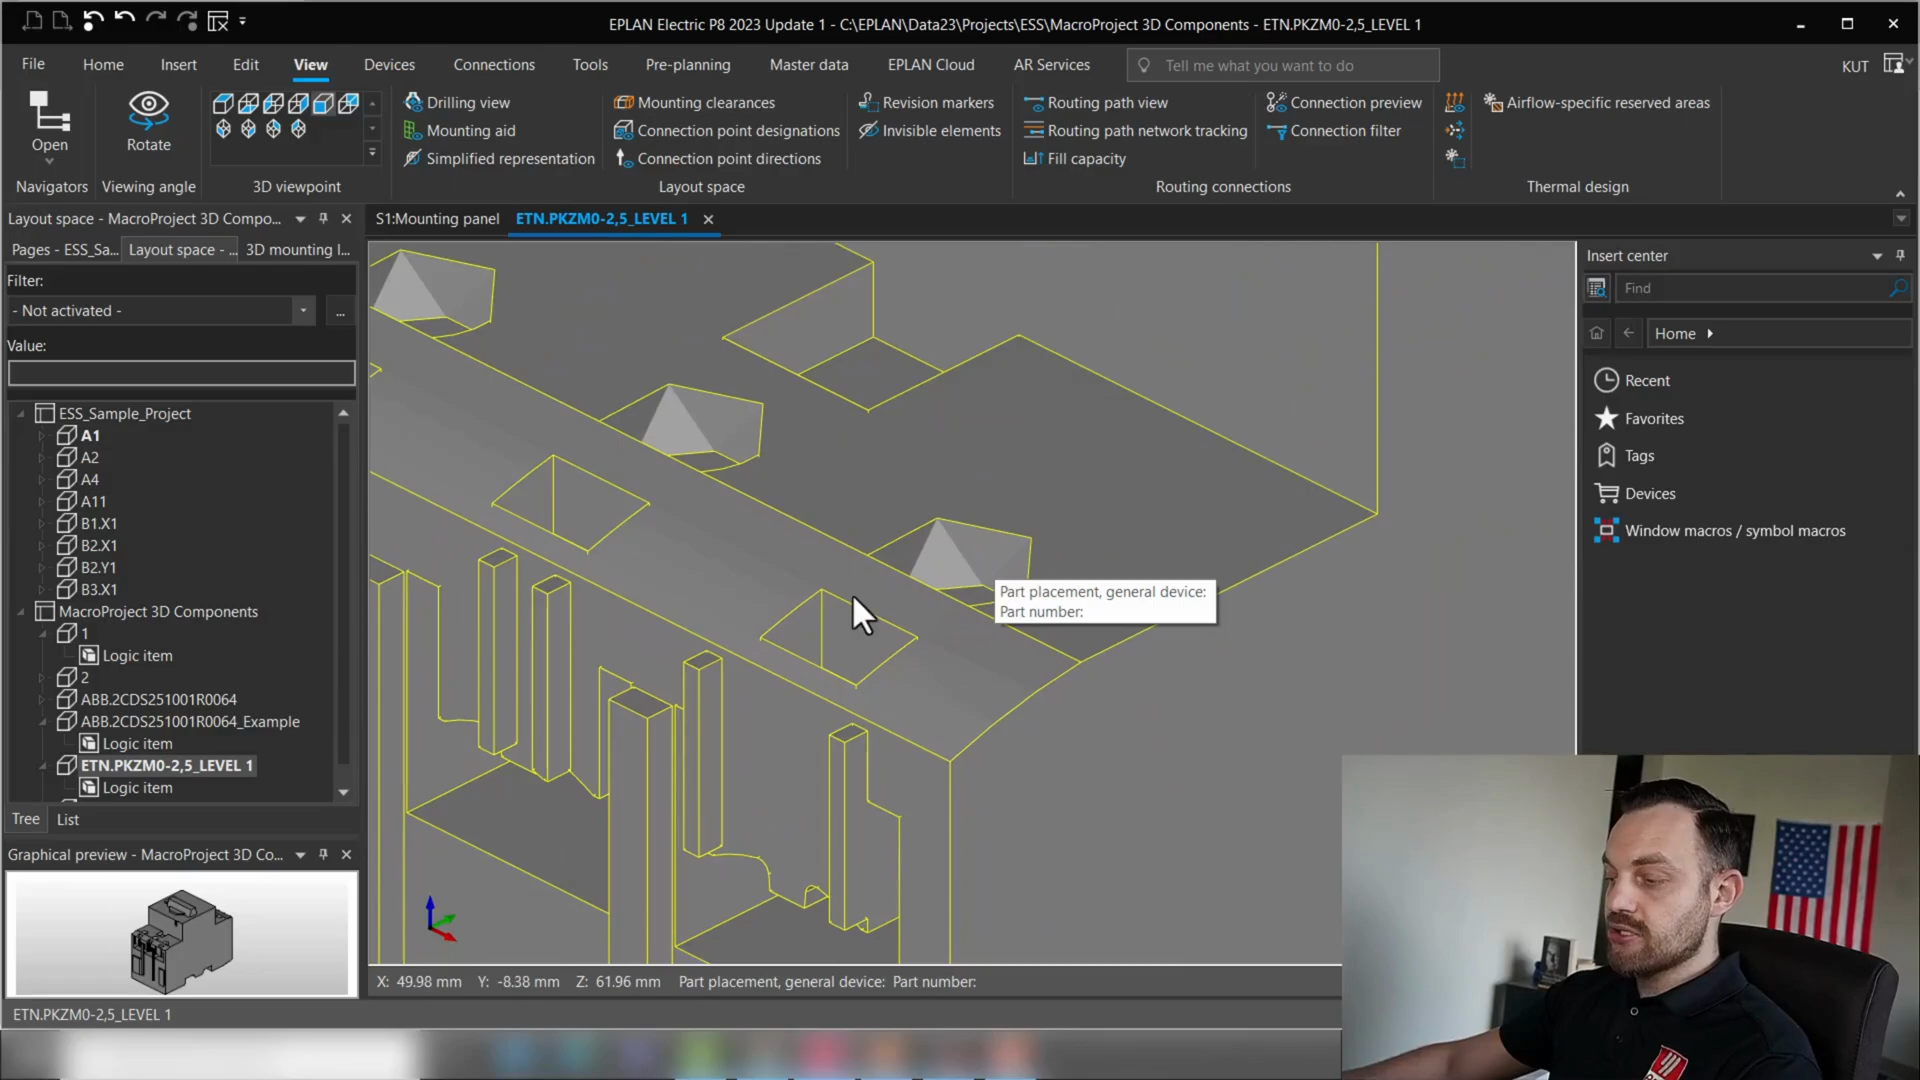 EPLAN Electric P8 2023 Update 1 - C:\EPLAN\Data23\Projects\ESS\MacroProject 3D Components - ETN.PKZM0-2,5_LEVEL 1
File Home Insert Edit View Devices Connections Tools Pre-planning Master data EPLAN Cloud AR Services Tell me what you want to do KUT
Open
Navigators
Rotate
Viewing angle
3D viewpoint
Drilling view
Mounting aid
Simplified representation
Mounting clearances
Connection point designations
Connection point directions
Revision markers
Invisible elements
Layout space
Routing path view
Routing path network tracking
Fill capacity
Connection preview
Connection filter
Routing connections
Airflow-specific reserved areas
Thermal design
Layout space - MacroProject 3D Compo...
Pages - ESS_Sa... Layout space - ... 3D mounting l...
Filter:
- Not activated -
...
Value:
ESS_Sample_Project
A1
A2
A4
A11
B1.X1
B2.X1
B2.Y1
B3.X1
MacroProject 3D Components
1
Logic item
2
ABB.2CDS251001R0064
ABB.2CDS251001R0064_Example
Logic item
ETN.PKZM0-2,5_LEVEL 1
Logic item
Tree List
Graphical preview - MacroProject 3D Co...
ETN.PKZM0-2,5_LEVEL 1
S1:Mounting panel ETN.PKZM0-2,5_LEVEL 1
Part placement, general device:
Part number:
X: 49.98 mm Y: -8.38 mm Z: 61.96 mm Part placement, general device: Part number:
Insert center
Find
Home
Recent
Favorites
Tags
Devices
Window macros / symbol macros